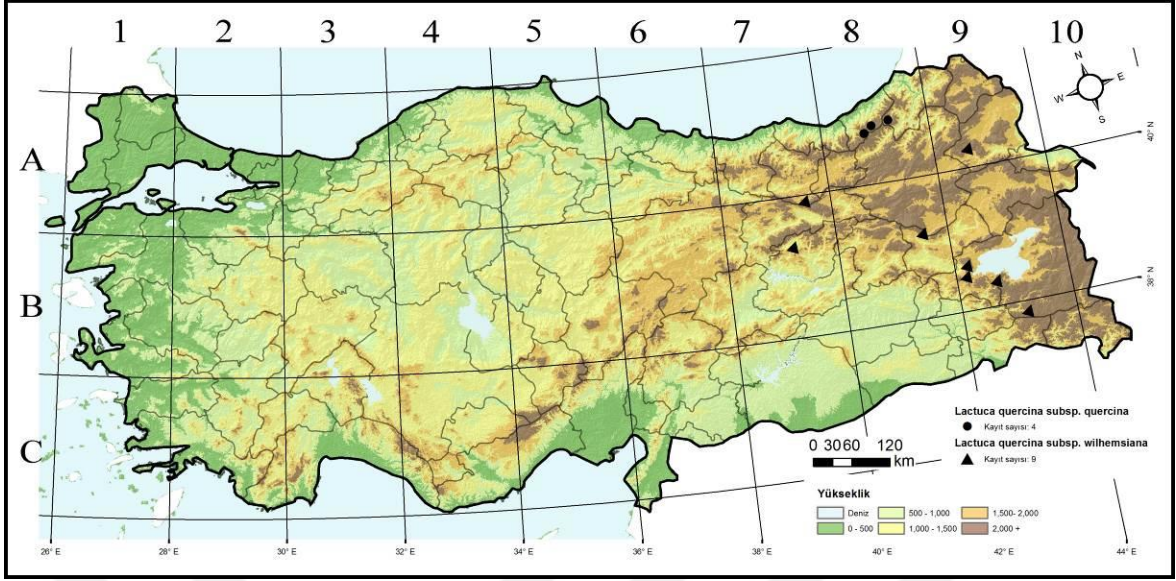 1 2 3 4 5 6 7 8 9 10
N
W E
S
A
B
C
40° N
38° N
Lactuca quercina subsp. quercina
Kayıt sayısı: 4
Lactuca quercina subsp. wilhemsiana
Kayıt sayısı: 9
0 30 60 120
km
Yükseklik
Deniz 500 - 1,000 1,500- 2,000
0 - 500 1,000 - 1,500 2,000 +
26° E 28° E 30° E 32° E 34° E 36° E 38° E 40° E 42° E 44° E